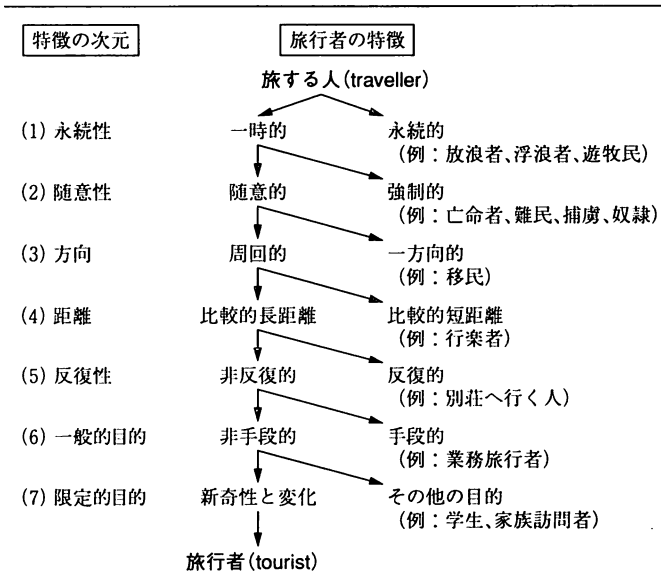 特徴の次元 旅行者の特徴
旅する人(traveller)
(1) 永続性 一時的 永続的
(例：放浪者、浮浪者、遊牧民)
(2) 随意性 随意的 強制的
(例：亡命者、難民、捕虜、奴隷)
(3) 方向 周回的 一方向的
(例：移民)
(4) 距離 比較的長距離 比較的短距離
(例：行楽者)
(5) 反復性 非反復的 反復的
(例：別荘へ行く人)
(6) 一般的目的 非手段的 手段的
(例：業務旅行者)
(7) 限定的目的 新奇性と変化 その他の目的
(例：学生、家族訪問者)
旅行者(tourist)